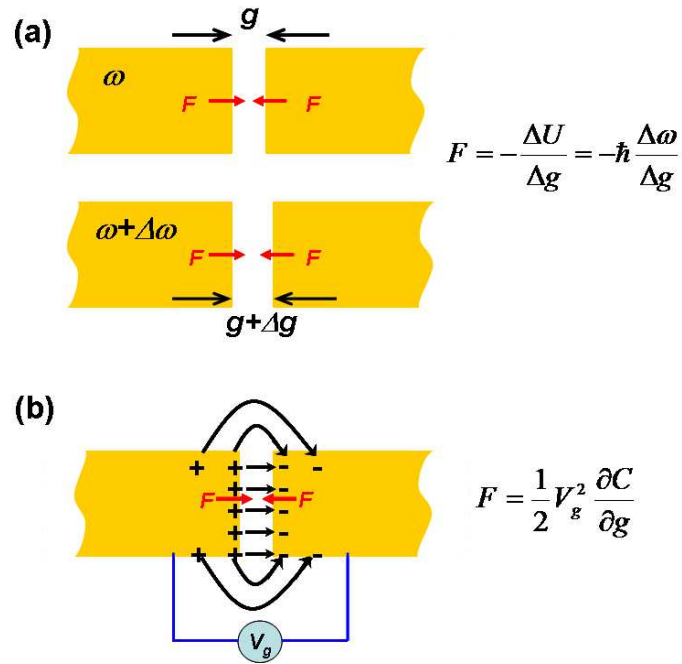 (a)
g
ω
F F
F = -ΔU/Δg = -ħ Δω/Δg
ω+Δω
F F
g+Δg
(b)
+ + - -
+ -
F F
+ -
+ -
+ + - -
F = 1/2 V_g^2 ∂C/∂g
V_g